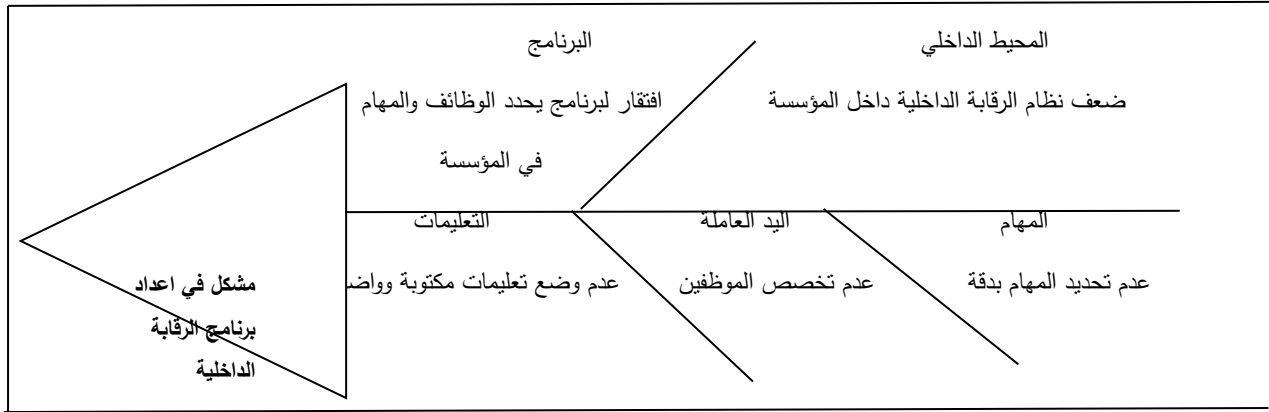 المحيط الداخلي
ضعف نظام الرقابة الداخلية داخل المؤسسة
البرنامج
افتقار لبرنامج يحدد الوظائف والمهام
في المؤسسة
المهام
عدم تحديد المهام بدقة
اليد العاملة
عدم تخصص الموظفين
التعليمات
عدم وضع تعليمات مكتوبة وواض
مشكل في اعداد
برنامج الرقابة
الداخلية